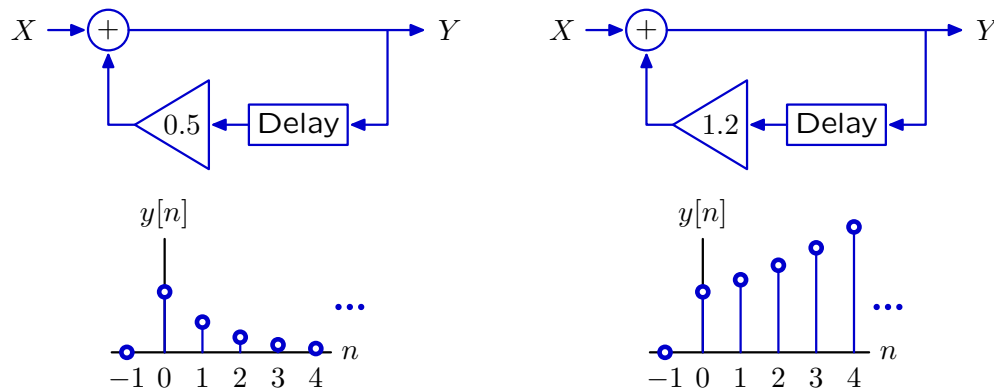 X + Y X + Y
0.5 Delay 1.2 Delay
y[n] y[n]
... ...
n n
−1 0 1 2 3 4 −1 0 1 2 3 4